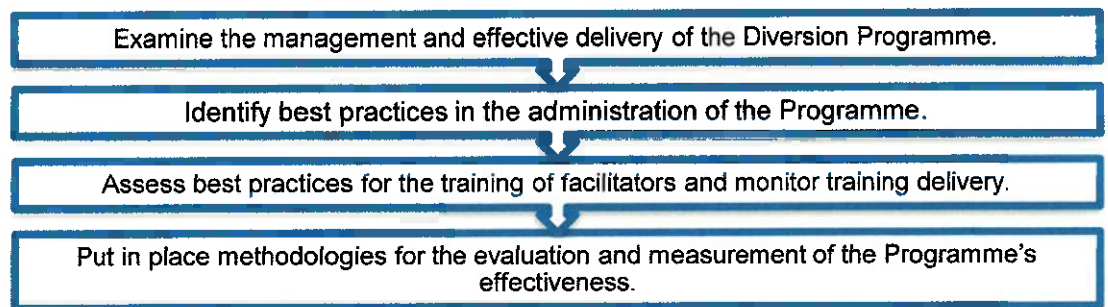 Examine the management and effective delivery of the Diversion Programme.
Identify best practices in the administration of the Programme.
Assess best practices for the training of facilitators and monitor training delivery.
Put in place methodologies for the evaluation and measurement of the Programme's
effectiveness.